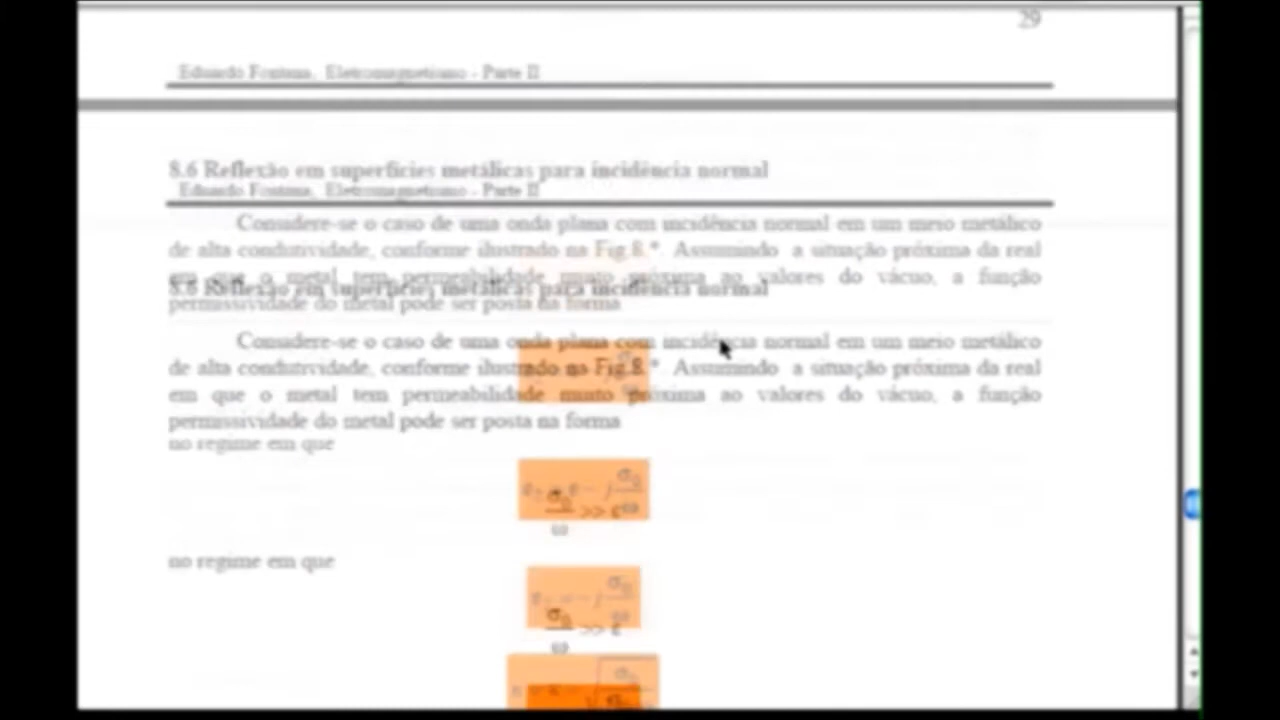 29
Eduardo Fontana, Eletromagnetismo - Parte II
8.6 Reflexão em superfícies metálicas para incidência normal
Eduardo Fontana, Eletromagnetismo - Parte II
Considere-se o caso de uma onda plana com incidência normal em um meio metálico
de alta condutividade, conforme ilustrado na Fig.8.*. Assumindo a situação próxima da real
em que o metal tem permeabilidade muito próxima ao valores do vácuo, a função
8.6 Reflexão em superfícies metálicas para incidência normal
permissividade do metal pode ser posta na forma
Considere-se o caso de uma onda plana com incidência normal em um meio metálico
de alta condutividade, conforme ilustrado na Fig.8.*. Assumindo a situação próxima da real
em que o metal tem permeabilidade muito próxima ao valores do vácuo, a função
permissividade do metal pode ser posta na forma
no regime em que
no regime em que
σ0/ω >> ε